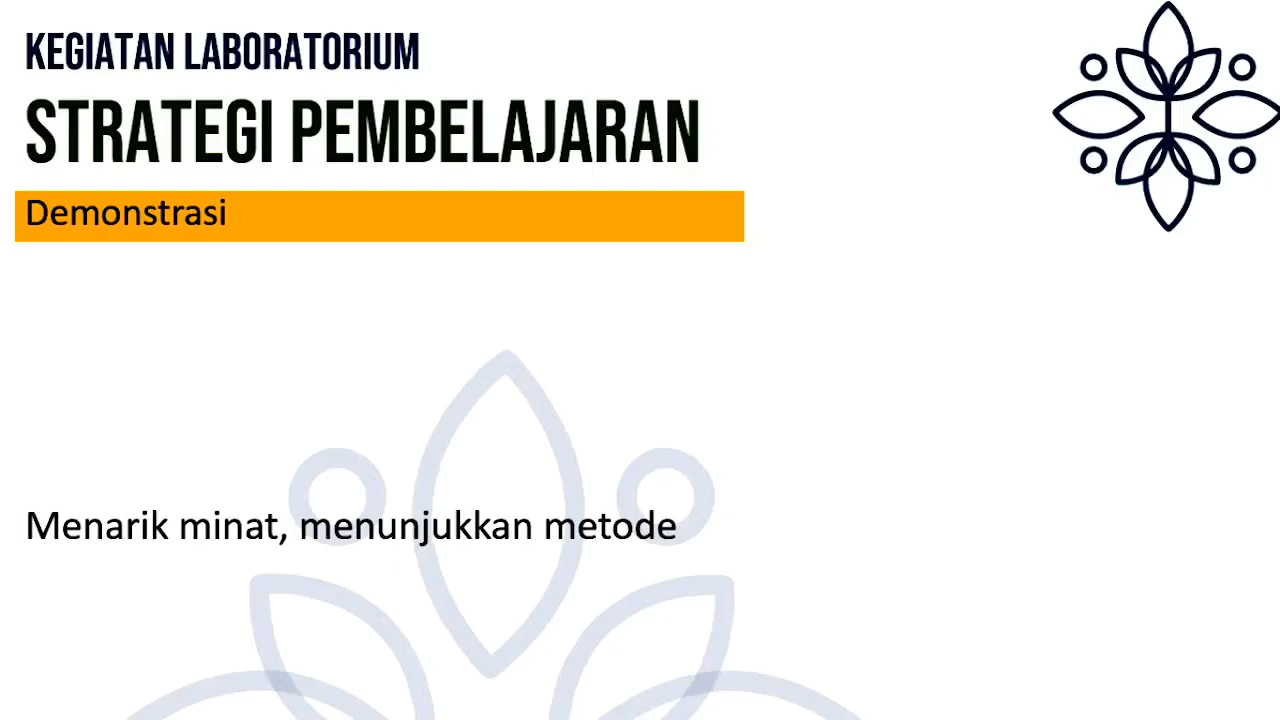 KEGIATAN LABORATORIUM
STRATEGI PEMBELAJARAN
Demonstrasi
Menarik minat, menunjukkan metode